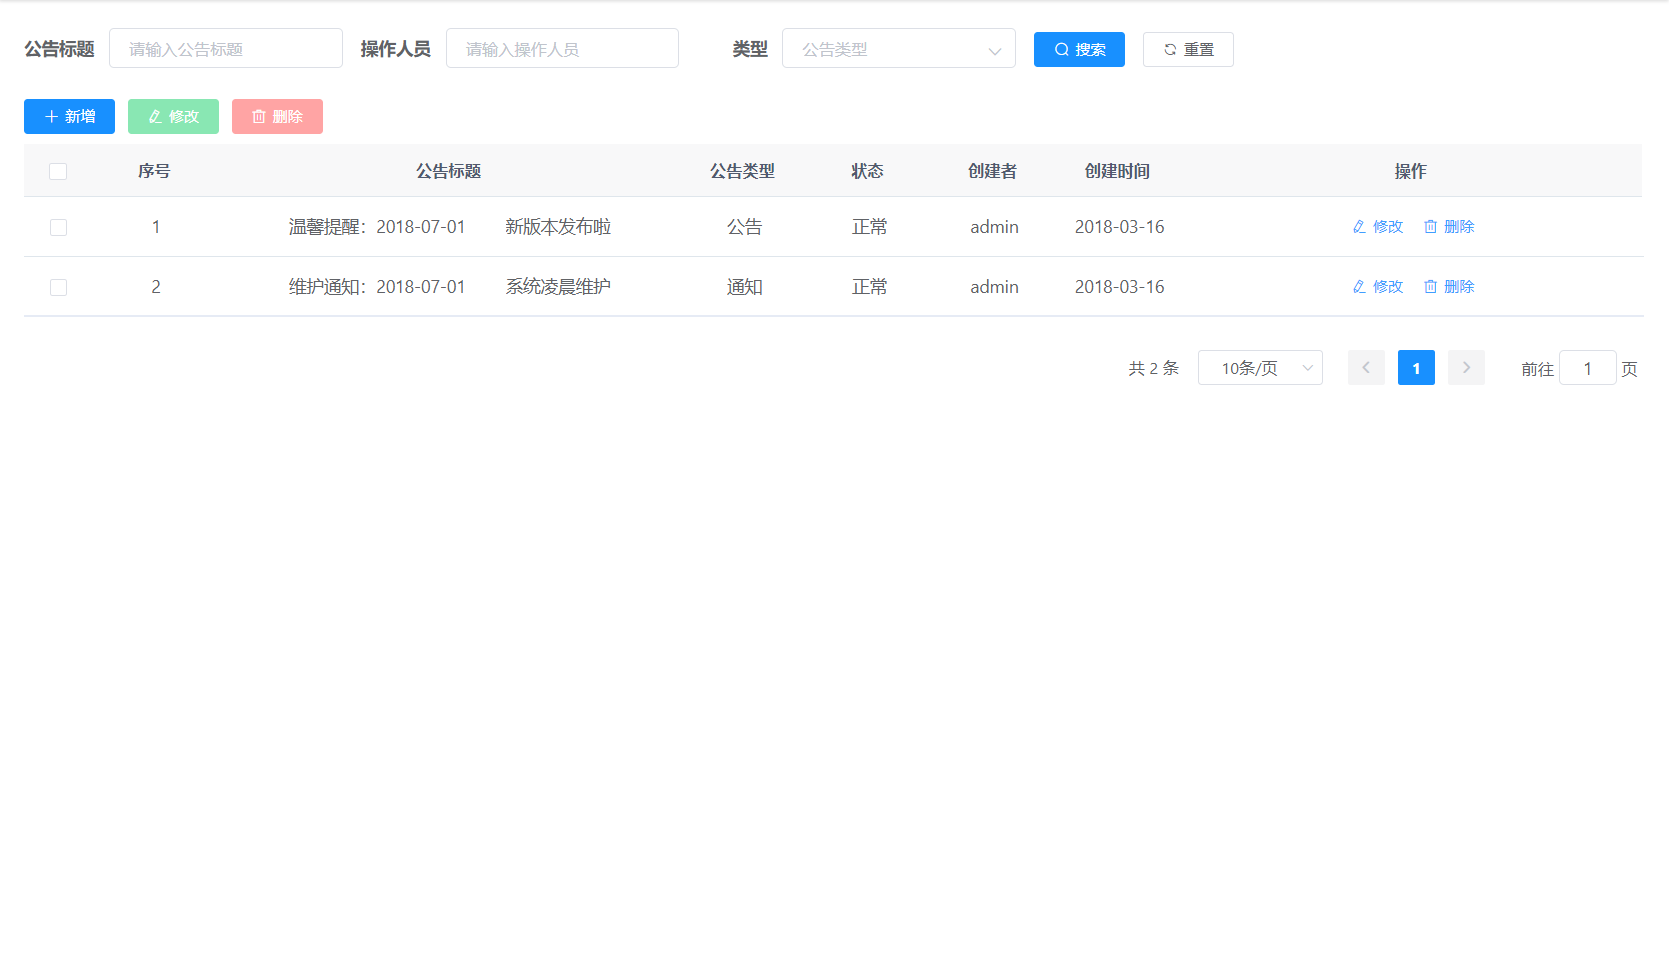 公告标题 请输入公告标题 操作人员 请输入操作人员 类型 公告类型 搜索 重置
新增 修改 删除
序号 公告标题 公告类型 状态 创建者 创建时间 操作
1 温馨提醒：2018-07-01 新版本发布啦 公告 正常 admin 2018-03-16 修改 删除
2 维护通知：2018-07-01 系统凌晨维护 通知 正常 admin 2018-03-16 修改 删除
共 2 条 10条/页 1 前往 1 页